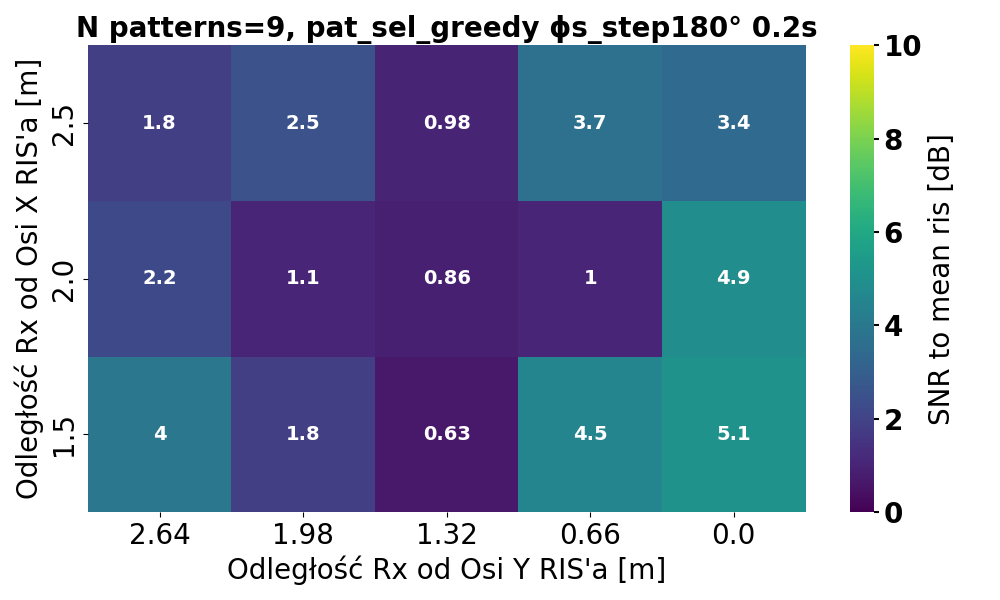 N patterns=9, pat_sel_greedy ϕs_step180° 0.2s
Odległość Rx od Osi X RIS'a [m]
2.5
2.0
1.5
1.8 2.5 0.98 3.7 3.4
2.2 1.1 0.86 1 4.9
4 1.8 0.63 4.5 5.1
2.64 1.98 1.32 0.66 0.0
Odległość Rx od Osi Y RIS'a [m]
10
8
6
4
2
0
SNR to mean ris [dB]